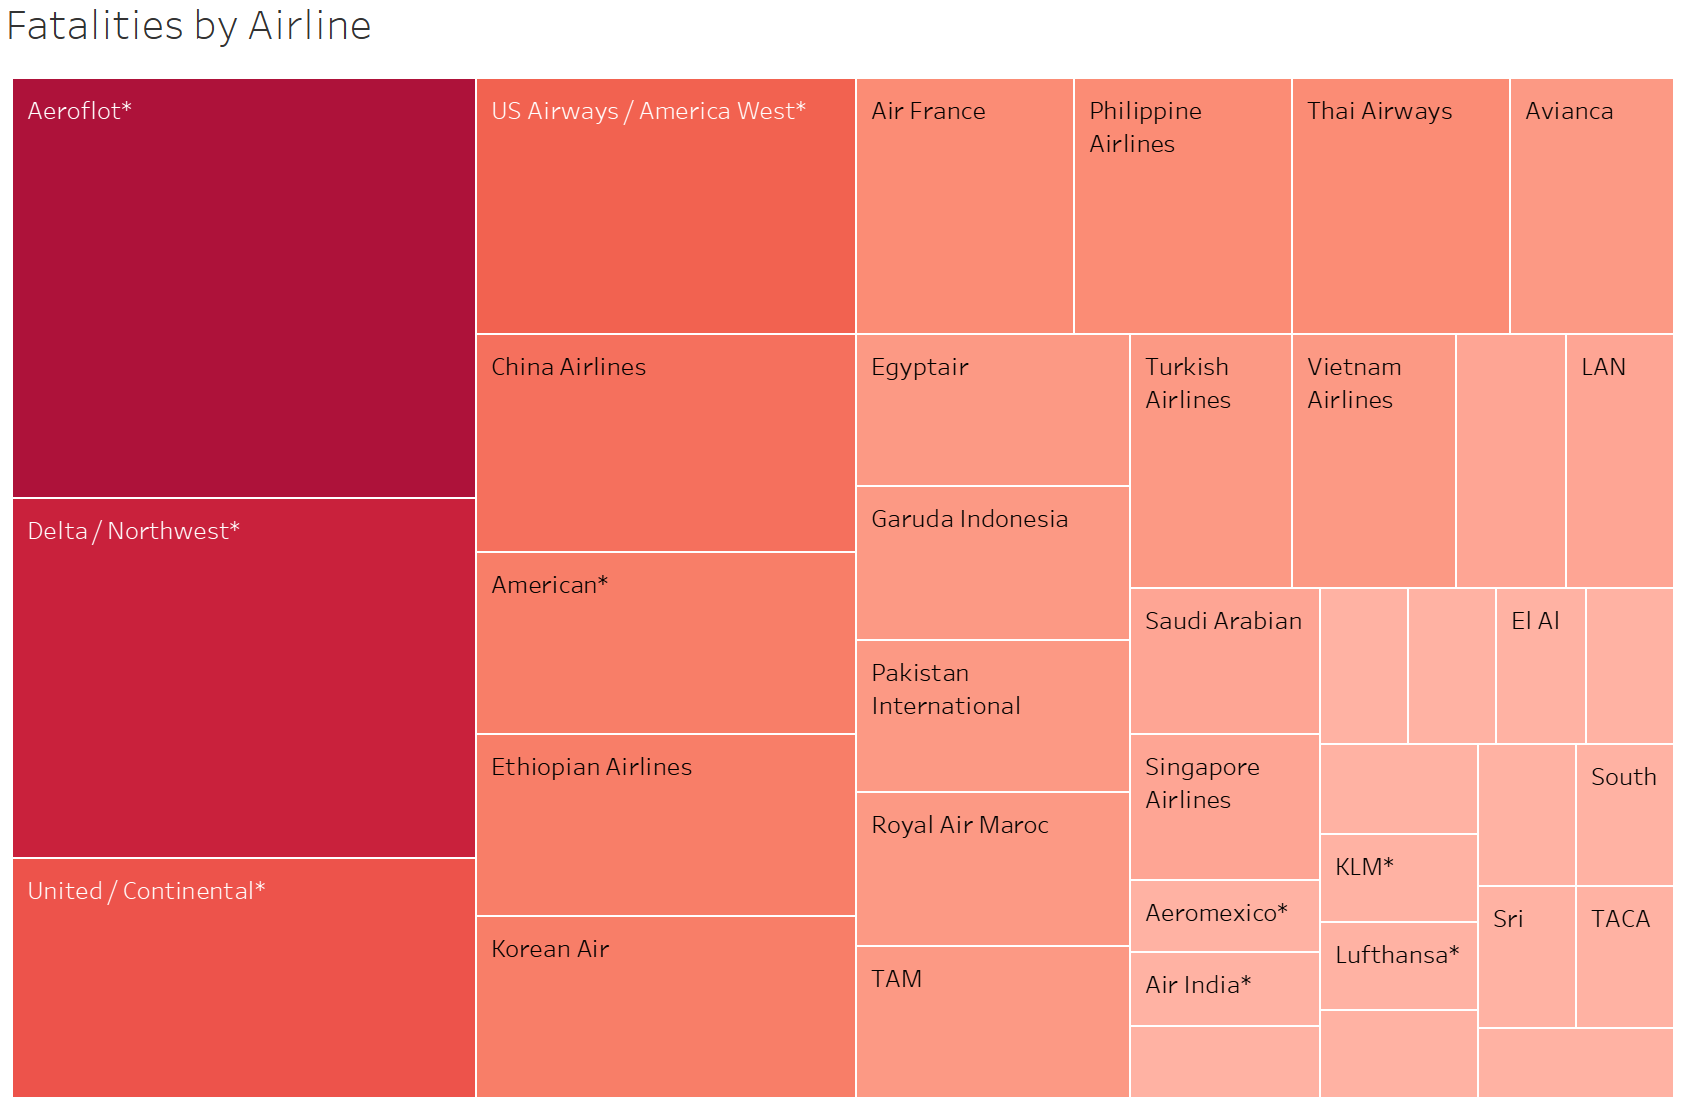 Fatalities by Airline
Aeroflot*
Delta / Northwest*
United / Continental*
US Airways / America West*
China Airlines
American*
Ethiopian Airlines
Korean Air
Air France
Philippine
Airlines
Thai Airways
Avianca
Egyptair
Garuda Indonesia
Pakistan
International
Royal Air Maroc
TAM
Turkish
Airlines
Vietnam
Airlines
LAN
Saudi Arabian
Singapore
Airlines
Aeromexico*
Air India*
El Al
KLM*
Lufthansa*
South
Sri
TACA